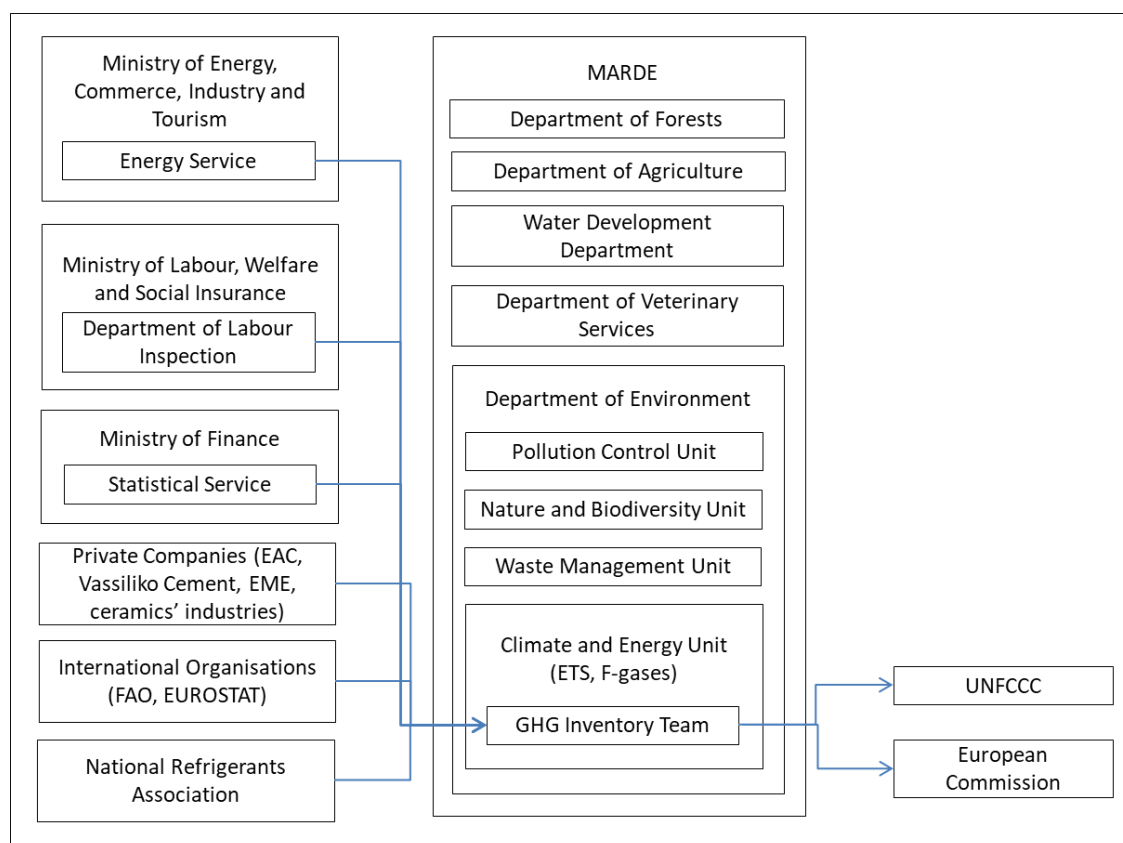 Ministry of Energy,
Commerce, Industry and
Tourism
Energy Service
Ministry of Labour, Welfare
and Social Insurance
Department of Labour
Inspection
Ministry of Finance
Statistical Service
Private Companies (EAC,
Vassiliko Cement, EME,
ceramics’ industries)
International Organisations
(FAO, EUROSTAT)
National Refrigerants
Association
MARDE
Department of Forests
Department of Agriculture
Water Development
Department
Department of Veterinary
Services
Department of Environment
Pollution Control Unit
Nature and Biodiversity Unit
Waste Management Unit
Climate and Energy Unit
(ETS, F-gases)
GHG Inventory Team
UNFCCC
European
Commission